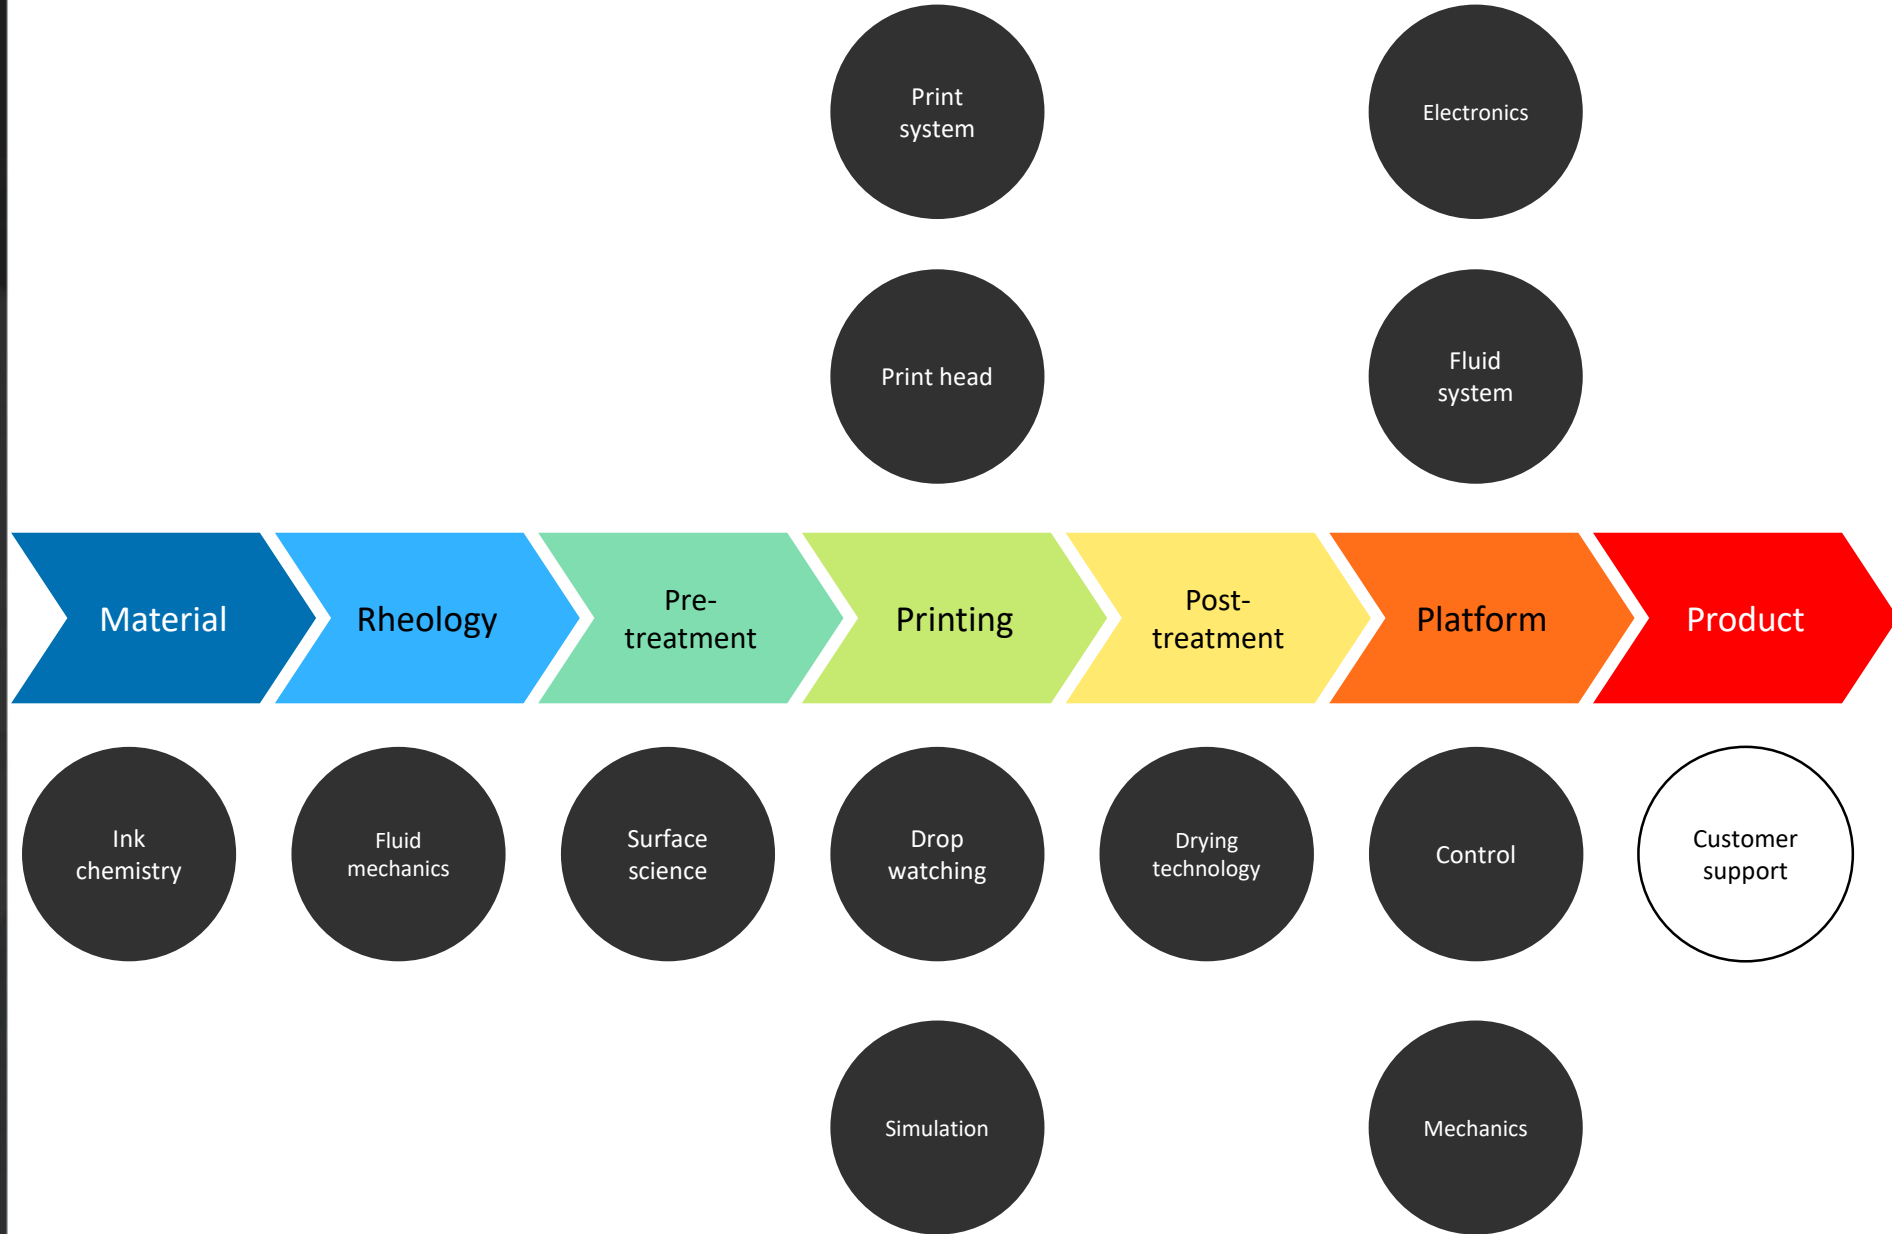 Print
system
Electronics
Print head
Fluid
system
Material
Rheology
Pre-
treatment
Printing
Post-
treatment
Platform
Product
Ink
chemistry
Fluid
mechanics
Surface
science
Drop
watching
Drying
technology
Control
Customer
support
Simulation
Mechanics